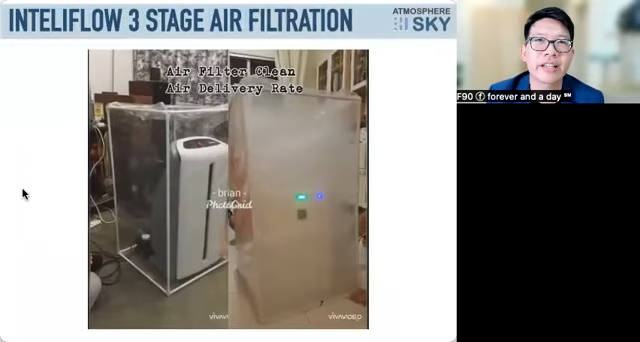 INTELIFLOW 3 STAGE AIR FILTRATION
ATMOSPHERE
SKY
Air Filter Clean
Air Delivery Rate
- brian -
PhotoGrid
VIVAVIDEO
F90 ⓕ forever and a day ℠